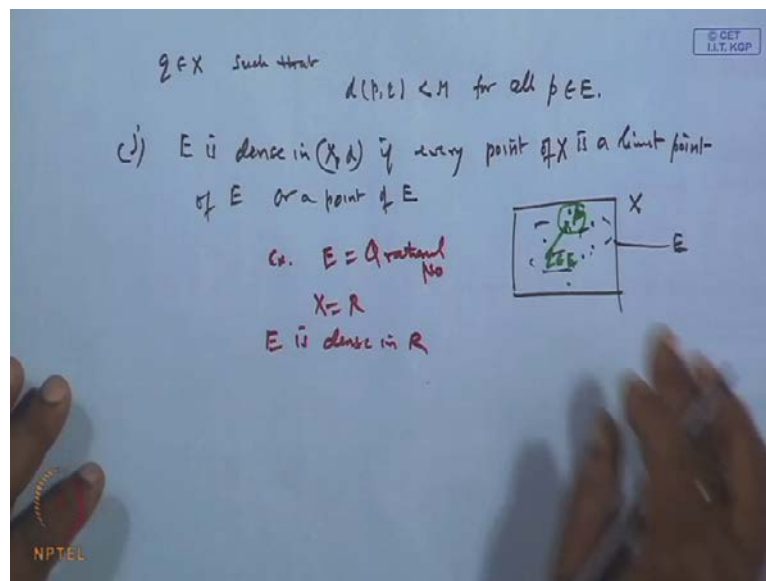 © CET
I.I.T. KGP
q ∈ X such that
d(p,q) < M for all p ∈ E.
(j) E is dense in (X, d) if every point of X is a limit point
of E or a point of E
X
E
Ex. E = Q rational
No
X = R
E is dense in R
NPTEL